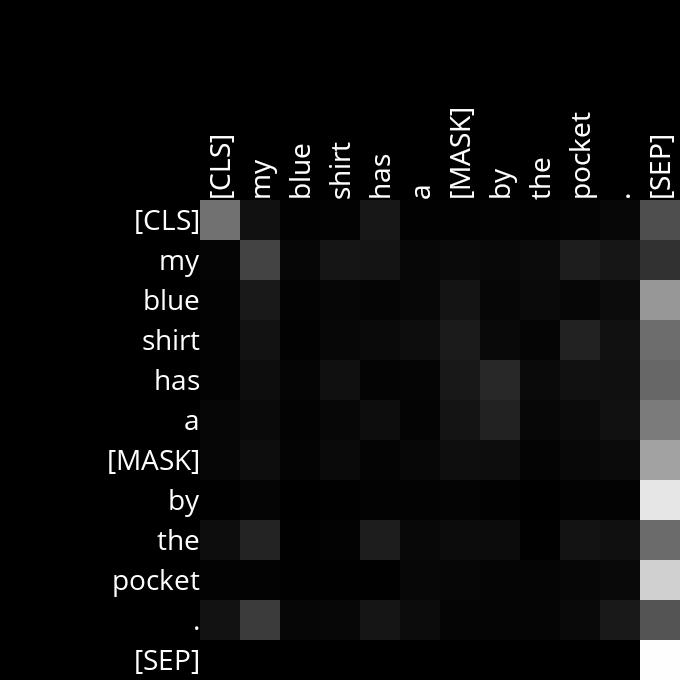 [CLS] my blue shirt has a [MASK] by the pocket . [SEP]
[CLS]
my
blue
shirt
has
a
[MASK]
by
the
pocket
.
[SEP]